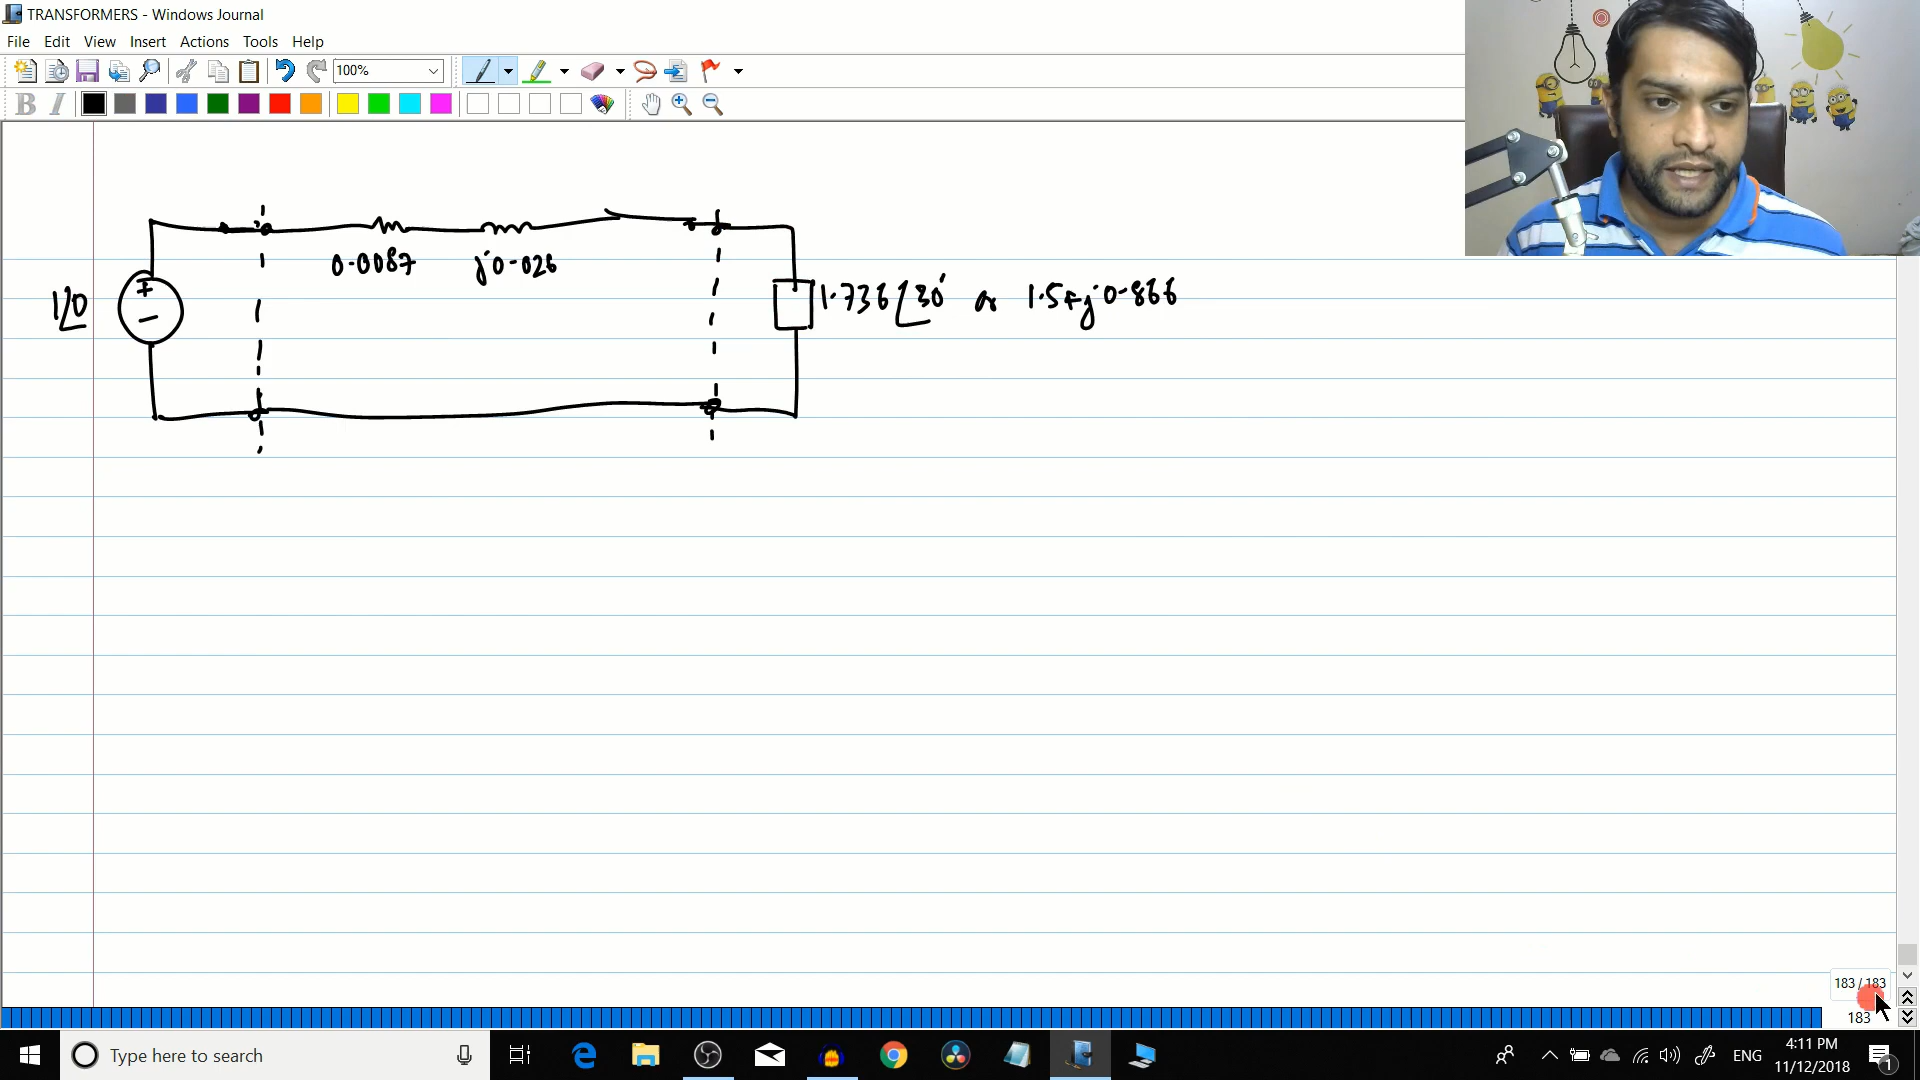 TRANSFORMERS - Windows Journal
File Edit View Insert Actions Tools Help
100%
B I
0.0087 j0.026
1∠0 + - 1.736∠30° or 1.5+j0.866
183 / 183
183
Type here to search
ENG
4:11 PM
11/12/2018
1